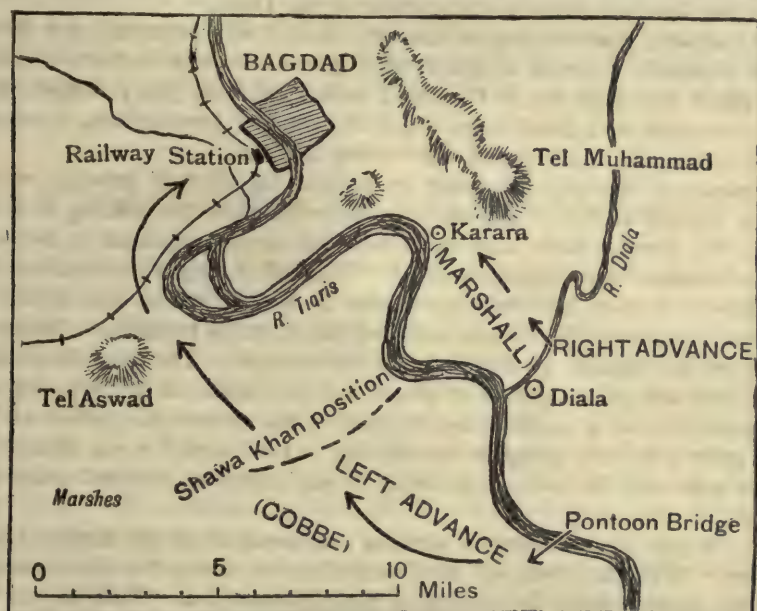 BAGDAD
Railway Station
Tel Muhammad
Karara
(MARSHALL)
R. Tigris
R. Diala
RIGHT ADVANCE
Tel Aswad
Diala
Shawa Khan position
LEFT ADVANCE
(COBBE)
Marshes
Pontoon Bridge
0 5 10 Miles